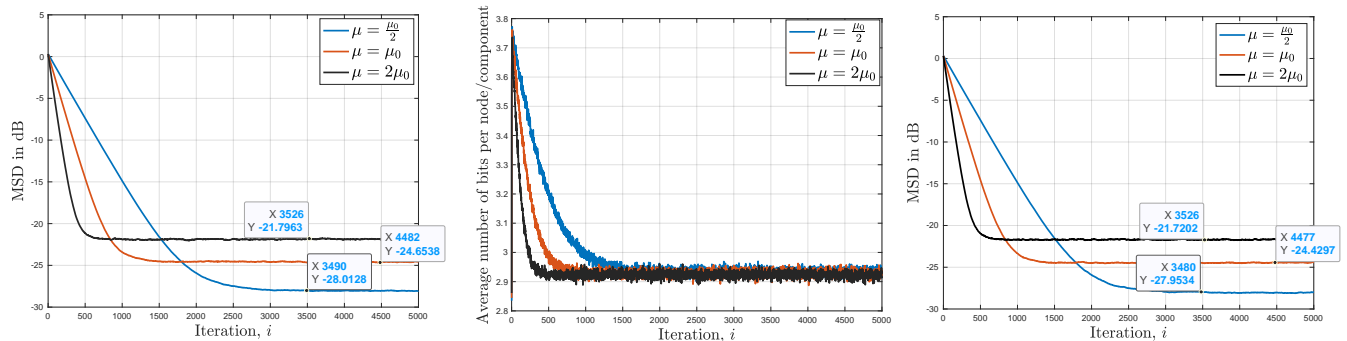 5
0
-5
-10
-15
-20
-25
-30
MSD in dB
0 500 1000 1500 2000 2500 3000 3500 4000 4500 5000
Iteration, i
μ = μ0/2
μ = μ0
μ = 2μ0
X 3526
Y -21.7963
X 4482
Y -24.6538
X 3490
Y -28.0128
3.8
3.7
3.6
3.5
3.4
3.3
3.2
3.1
3
2.9
2.8
Average number of bits per node/component
0 500 1000 1500 2000 2500 3000 3500 4000 4500 5000
Iteration, i
μ = μ0/2
μ = μ0
μ = 2μ0
5
0
-5
-10
-15
-20
-25
-30
MSD in dB
0 500 1000 1500 2000 2500 3000 3500 4000 4500 5000
Iteration, i
μ = μ0/2
μ = μ0
μ = 2μ0
X 3526
Y -21.7202
X 4477
Y -24.4297
X 3480
Y -27.9534